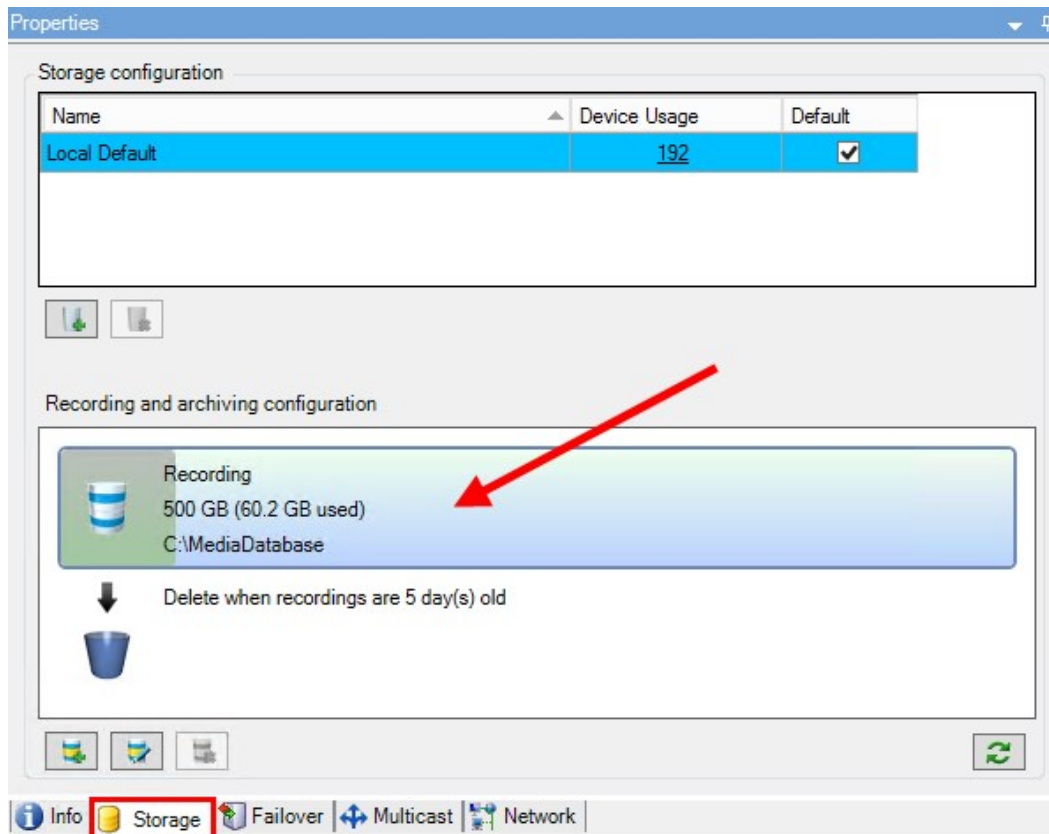 Properties
Storage configuration
Name Device Usage Default
Local Default 192
Recording and archiving configuration
Recording
500 GB (60.2 GB used)
C:\MediaDatabase
Delete when recordings are 5 day(s) old
Info Storage Failover Multicast Network